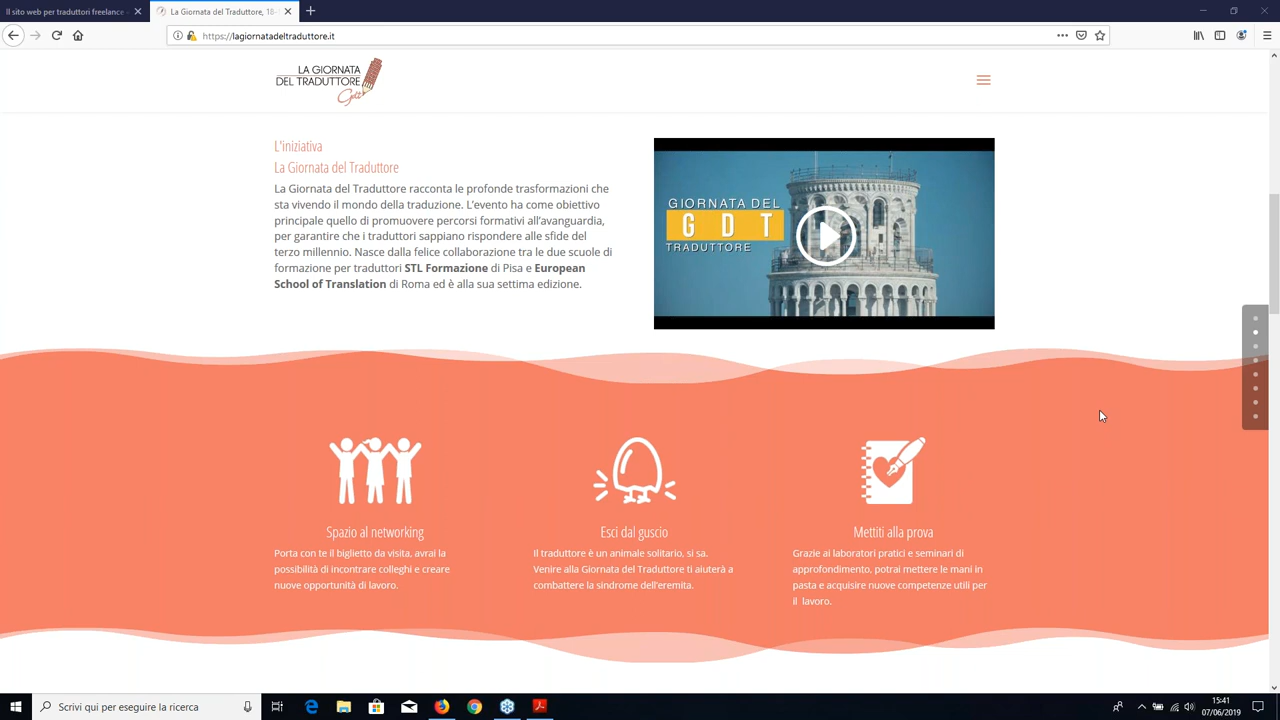 Il sito web per traduttori freelance
La Giornata del Traduttore, 18-
https://lagiornatadeltraduttore.it
LA GIORNATA
DEL TRADUTTORE
Gdt
L'iniziativa
La Giornata del Traduttore
La Giornata del Traduttore racconta le profonde trasformazioni che
sta vivendo il mondo della traduzione. L'evento ha come obiettivo
principale quello di promuovere percorsi formativi all'avanguardia,
per garantire che i traduttori sappiano rispondere alle sfide del
terzo millennio. Nasce dalla felice collaborazione tra le due scuole di
formazione per traduttori STL Formazione di Pisa e European
School of Translation di Roma ed è alla sua settima edizione.
GIORNATA DEL
G D T
TRADUTTORE
Spazio al networking
Porta con te il biglietto da visita, avrai la
possibilità di incontrare colleghi e creare
nuove opportunità di lavoro.
Esci dal guscio
Il traduttore è un animale solitario, si sa.
Venire alla Giornata del Traduttore ti aiuterà a
combattere la sindrome dell'eremita.
Mettiti alla prova
Grazie ai laboratori pratici e seminari di
approfondimento, potrai mettere le mani in
pasta e acquisire nuove competenze utili per
il lavoro.
Scrivi qui per eseguire la ricerca
15:41
07/06/2019